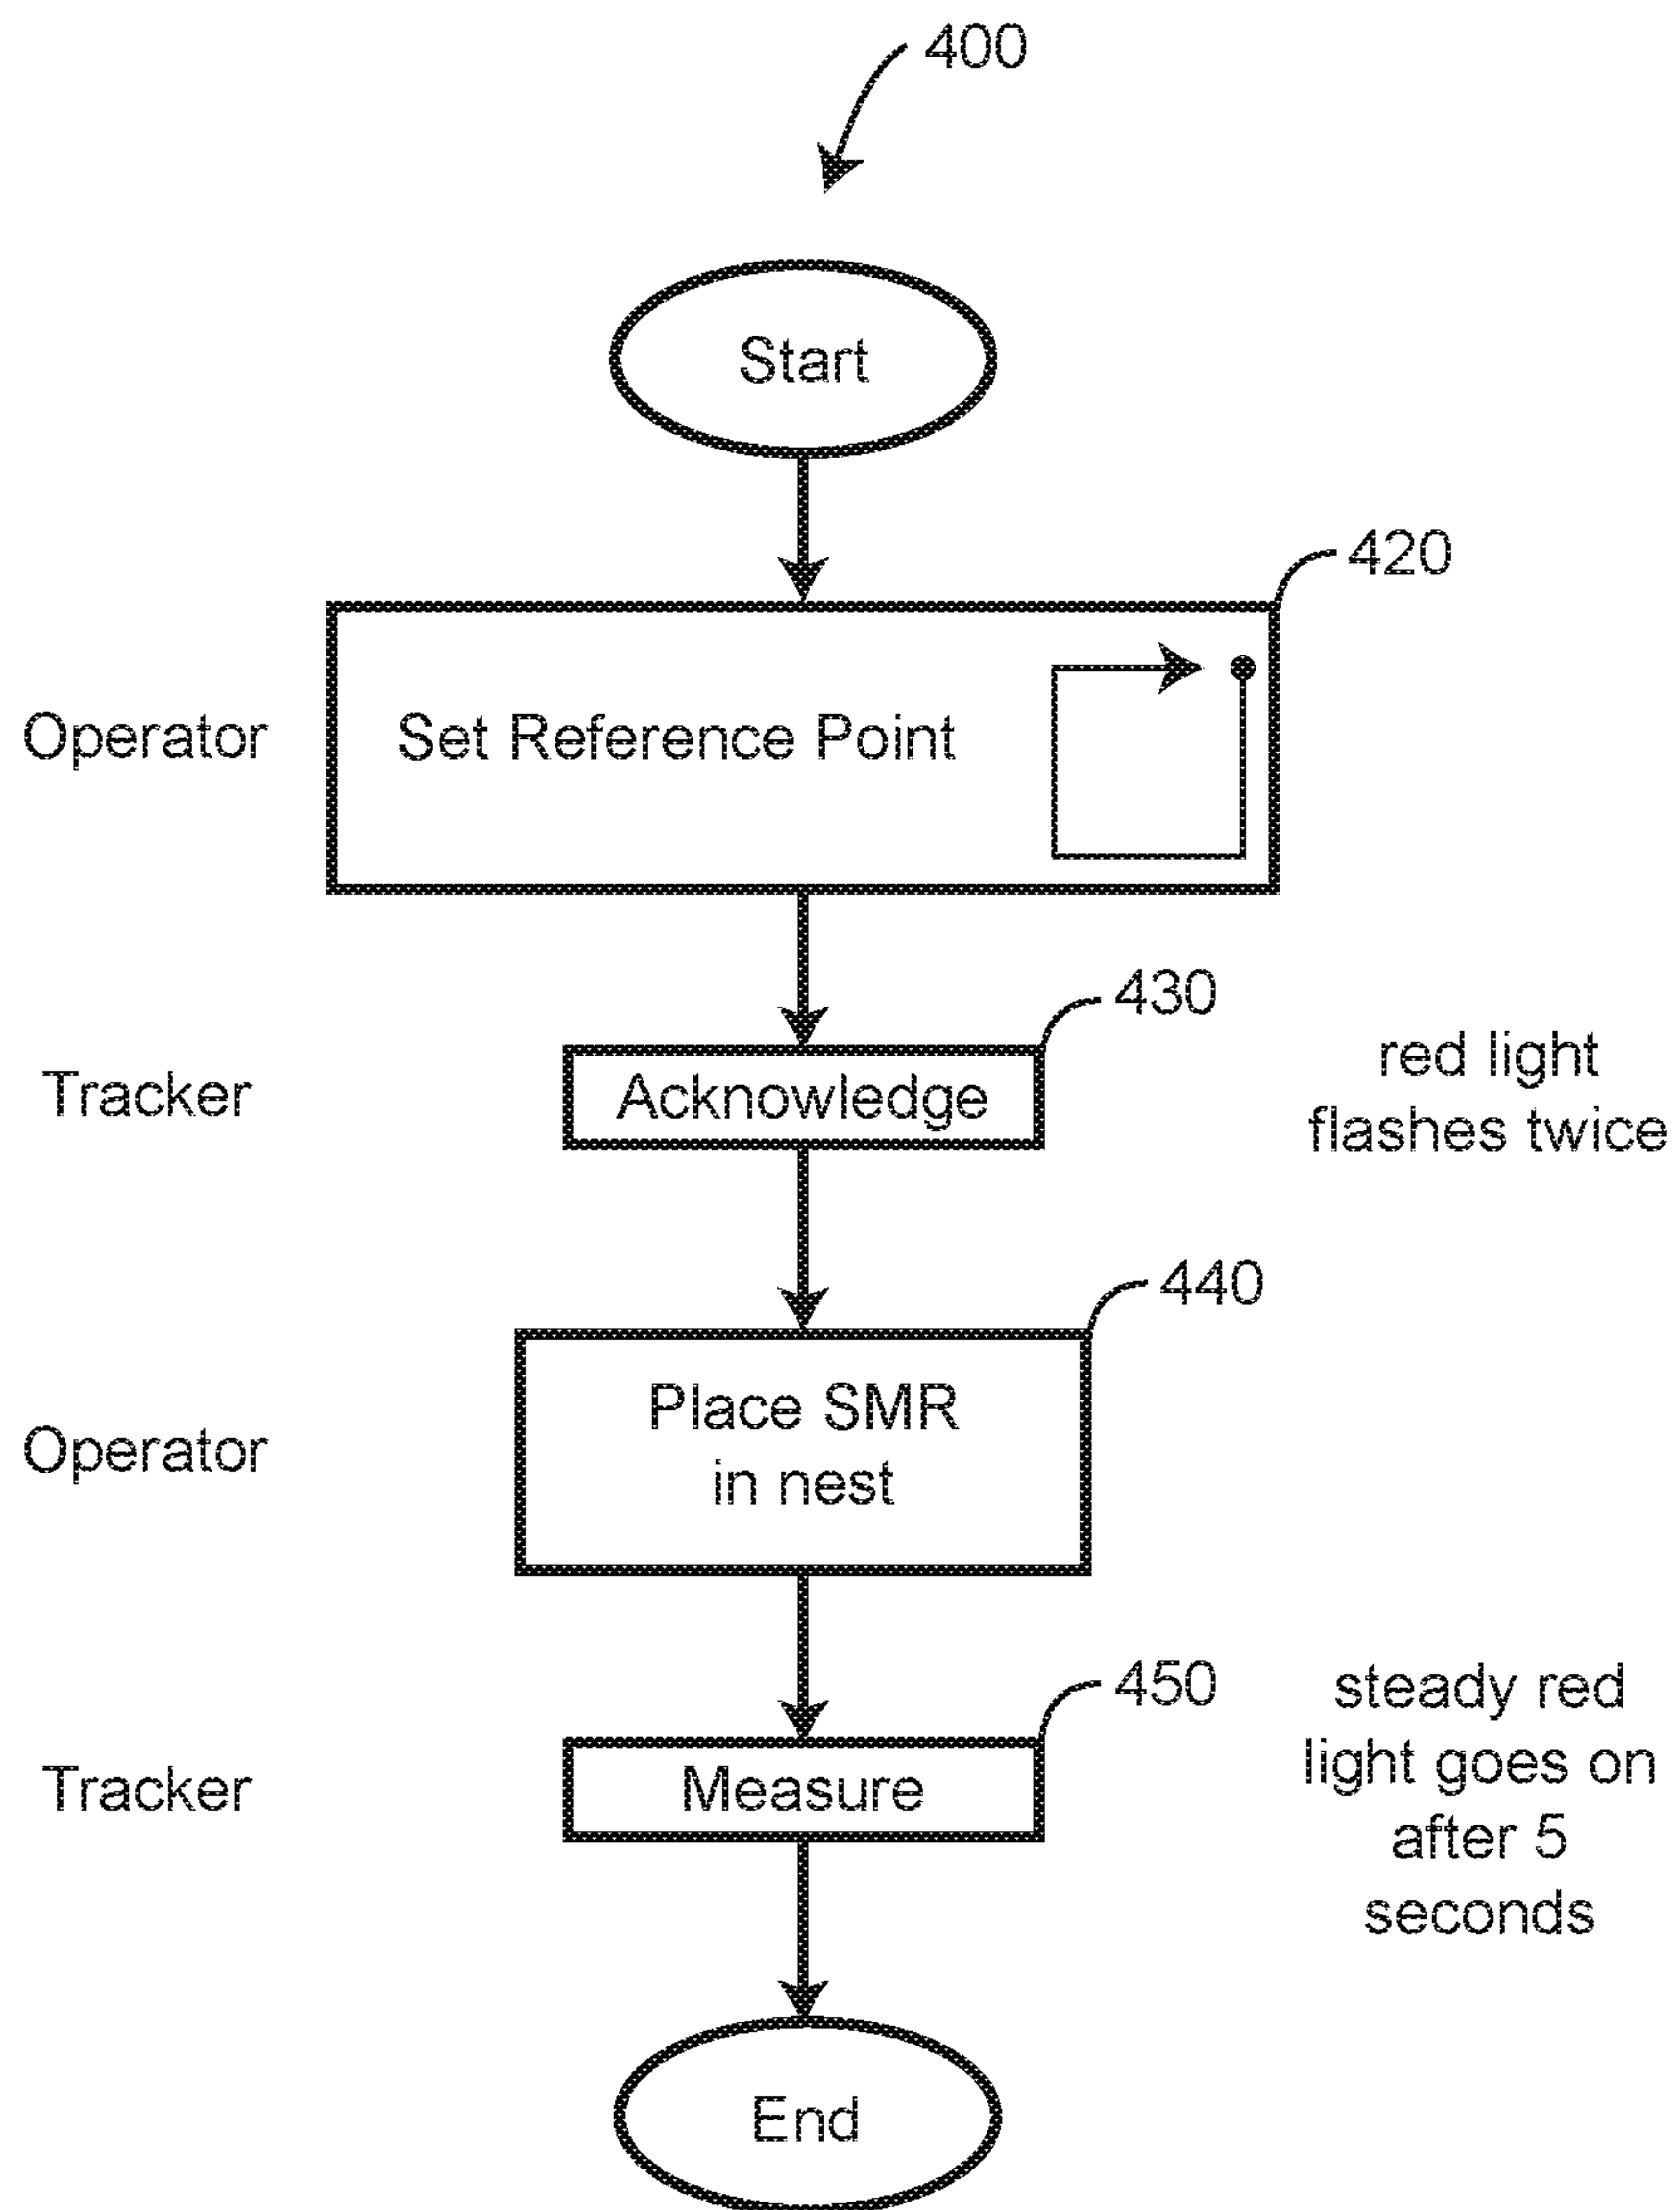 400
Start
420
Operator
Set Reference Point
430
Tracker
Acknowledge
red light
flashes twice
440
Operator
Place SMR
in nest
450
Tracker
Measure
steady red
light goes on
after 5
seconds
End